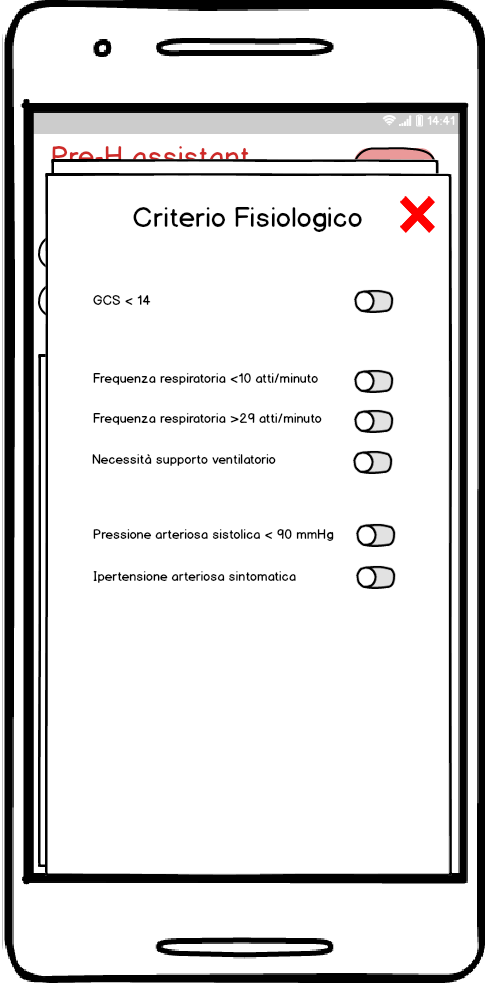 14:41
Pre-H assistant
Criterio Fisiologico
GCS < 14
Frequenza respiratoria <10 atti/minuto
Frequenza respiratoria >29 atti/minuto
Necessità supporto ventilatorio
Pressione arteriosa sistolica < 90 mmHg
Ipertensione arteriosa sintomatica